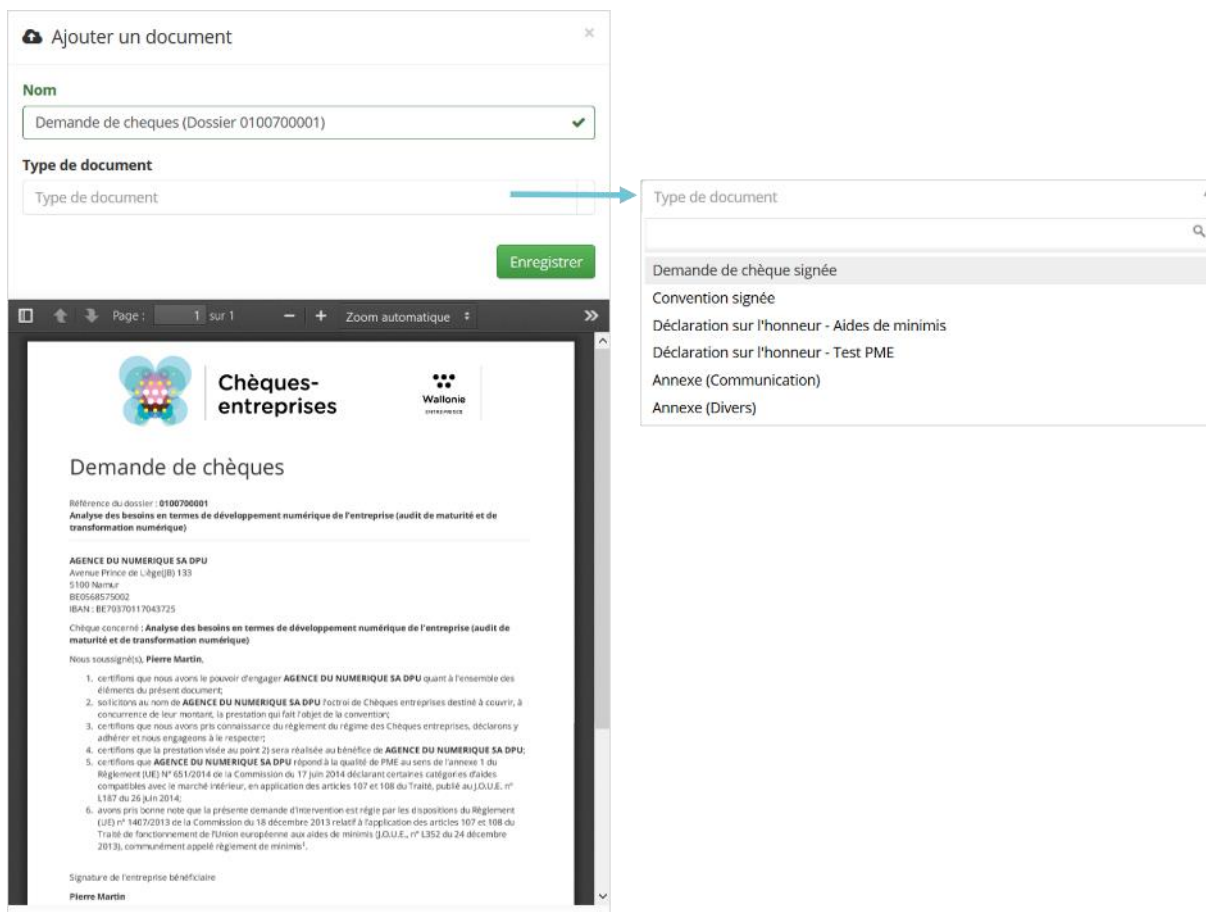 Ajouter un document
×
Nom
Demande de cheques (Dossier 0100700001)
Type de document
Type de document
Enregistrer
Page : 1 sur 1 Zoom automatique
Type de document
Demande de chèque signée
Convention signée
Déclaration sur l'honneur - Aides de minimis
Déclaration sur l'honneur - Test PME
Annexe (Communication)
Annexe (Divers)
Chèques-
entreprises
Wallonie
ENTREPRENDRE
Demande de chèques
Référence du dossier : 0100700001
Analyse des besoins en termes de développement numérique de l'entreprise (audit de maturité et de
transformation numérique)
AGENCE DU NUMERIQUE SA DPU
Avenue Prince de Liège(JB) 133
5100 Namur
BE0568575002
IBAN : BE70370117043725
Chèque concerné : Analyse des besoins en termes de développement numérique de l'entreprise (audit de
maturité et de transformation numérique)
Nous soussigné(s), Pierre Martin,
1. certifions que nous avons le pouvoir d'engager AGENCE DU NUMERIQUE SA DPU quant à l'ensemble des
éléments du présent document;
2. sollicitons au nom de AGENCE DU NUMERIQUE SA DPU l'octroi de Chèques entreprises destiné à couvrir, à
concurrence de leur montant, la prestation qui fait l'objet de la convention;
3. certifions que nous avons pris connaissance du règlement du régime des Chèques entreprises, déclarons y
adhérer et nous engageons à le respecter;
4. certifions que la prestation visée au point 2) sera réalisée au bénéfice de AGENCE DU NUMERIQUE SA DPU;
5. certifions que AGENCE DU NUMERIQUE SA DPU répond à la qualité de PME au sens de l'annexe 1 du
Règlement (UE) N° 651/2014 de la Commission du 17 juin 2014 déclarant certaines catégories d'aides
compatibles avec le marché intérieur, en application des articles 107 et 108 du Traité, publié au J.O.U.E. n°
L187 du 26 juin 2014;
6. avons pris bonne note que la présente demande d'intervention est régie par les dispositions du Règlement
(UE) n° 1407/2013 de la Commission du 18 décembre 2013 relatif à l'application des articles 107 et 108 du
Traité de fonctionnement de l'Union européenne aux aides de minimis (J.O.U.E., n° L352 du 24 décembre
2013), communément appelé règlement de minimis¹.
Signature de l'entreprise bénéficiaire
Pierre Martin